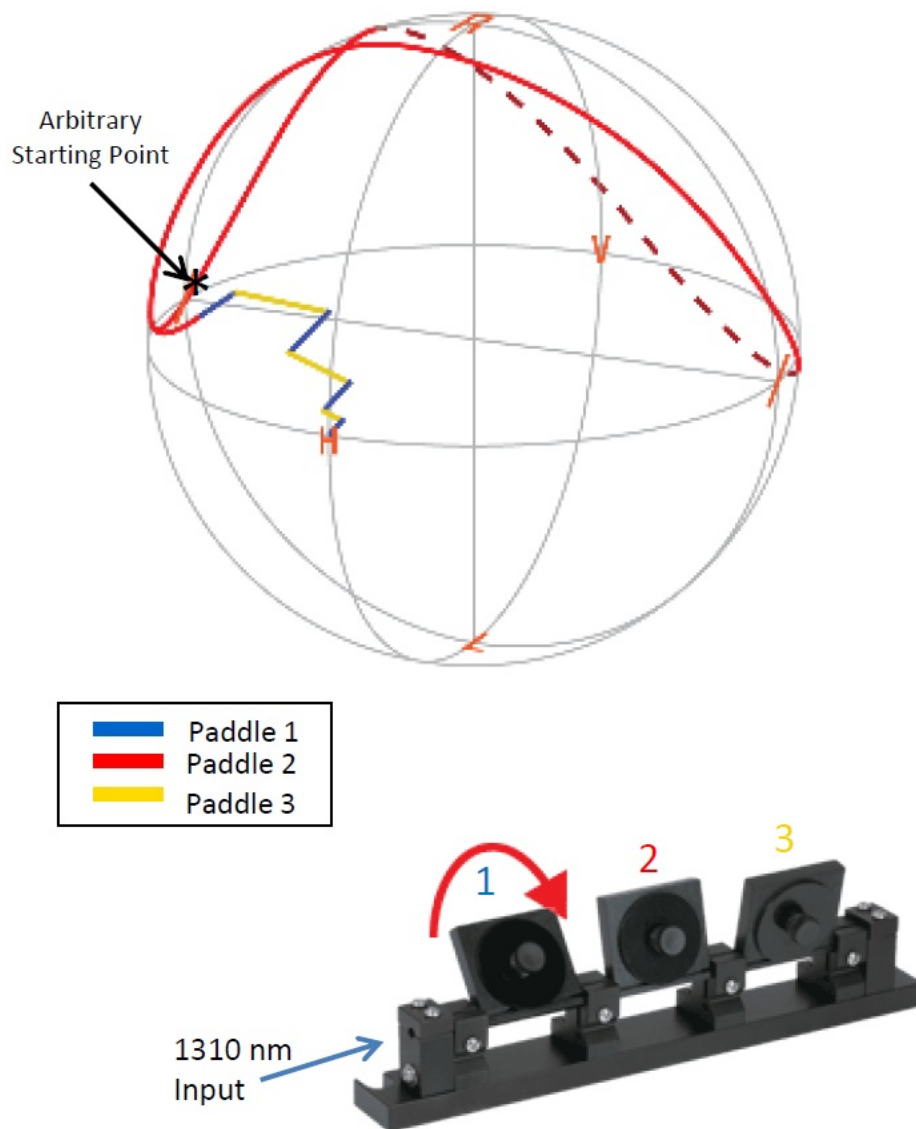 R
Arbitrary
Starting Point
*
V
/
H
L
Paddle 1
Paddle 2
Paddle 3
1
2
3
1310 nm
Input